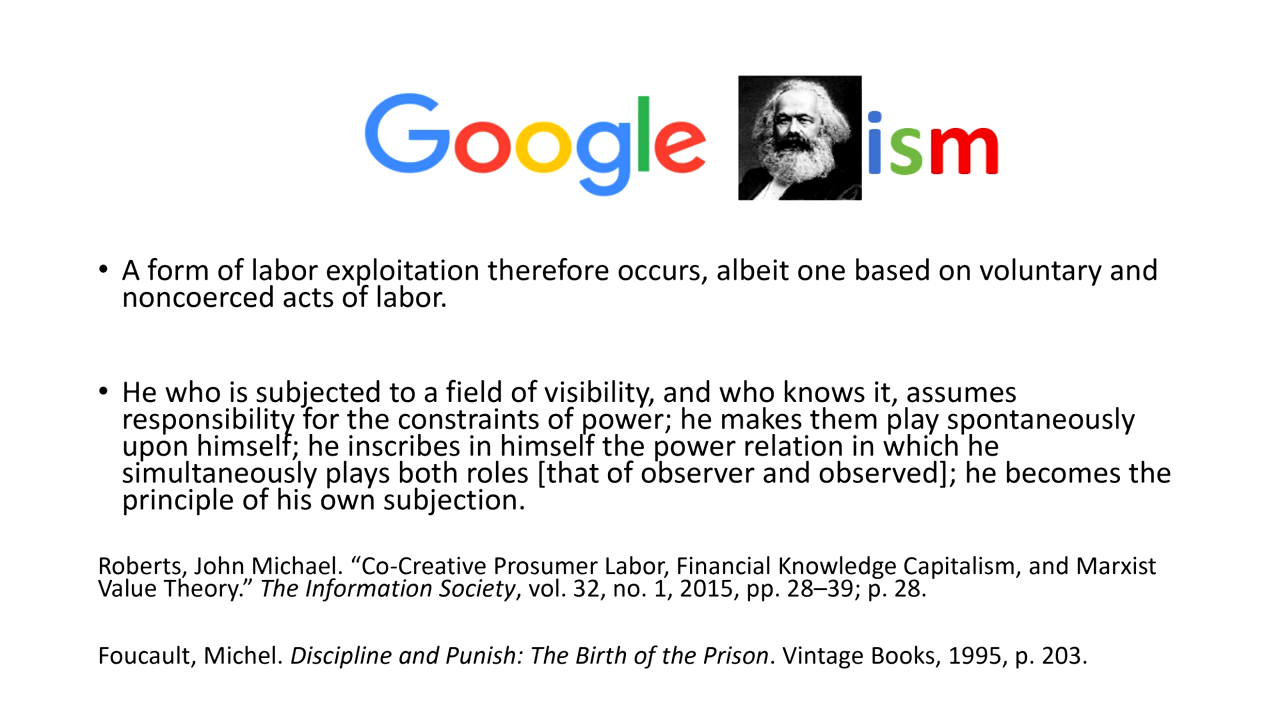 Google ism
• A form of labor exploitation therefore occurs, albeit one based on voluntary and
noncoerced acts of labor.
• He who is subjected to a field of visibility, and who knows it, assumes
responsibility for the constraints of power; he makes them play spontaneously
upon himself; he inscribes in himself the power relation in which he
simultaneously plays both roles [that of observer and observed]; he becomes the
principle of his own subjection.
Roberts, John Michael. “Co-Creative Prosumer Labor, Financial Knowledge Capitalism, and Marxist
Value Theory.” The Information Society, vol. 32, no. 1, 2015, pp. 28–39; p. 28.
Foucault, Michel. Discipline and Punish: The Birth of the Prison. Vintage Books, 1995, p. 203.